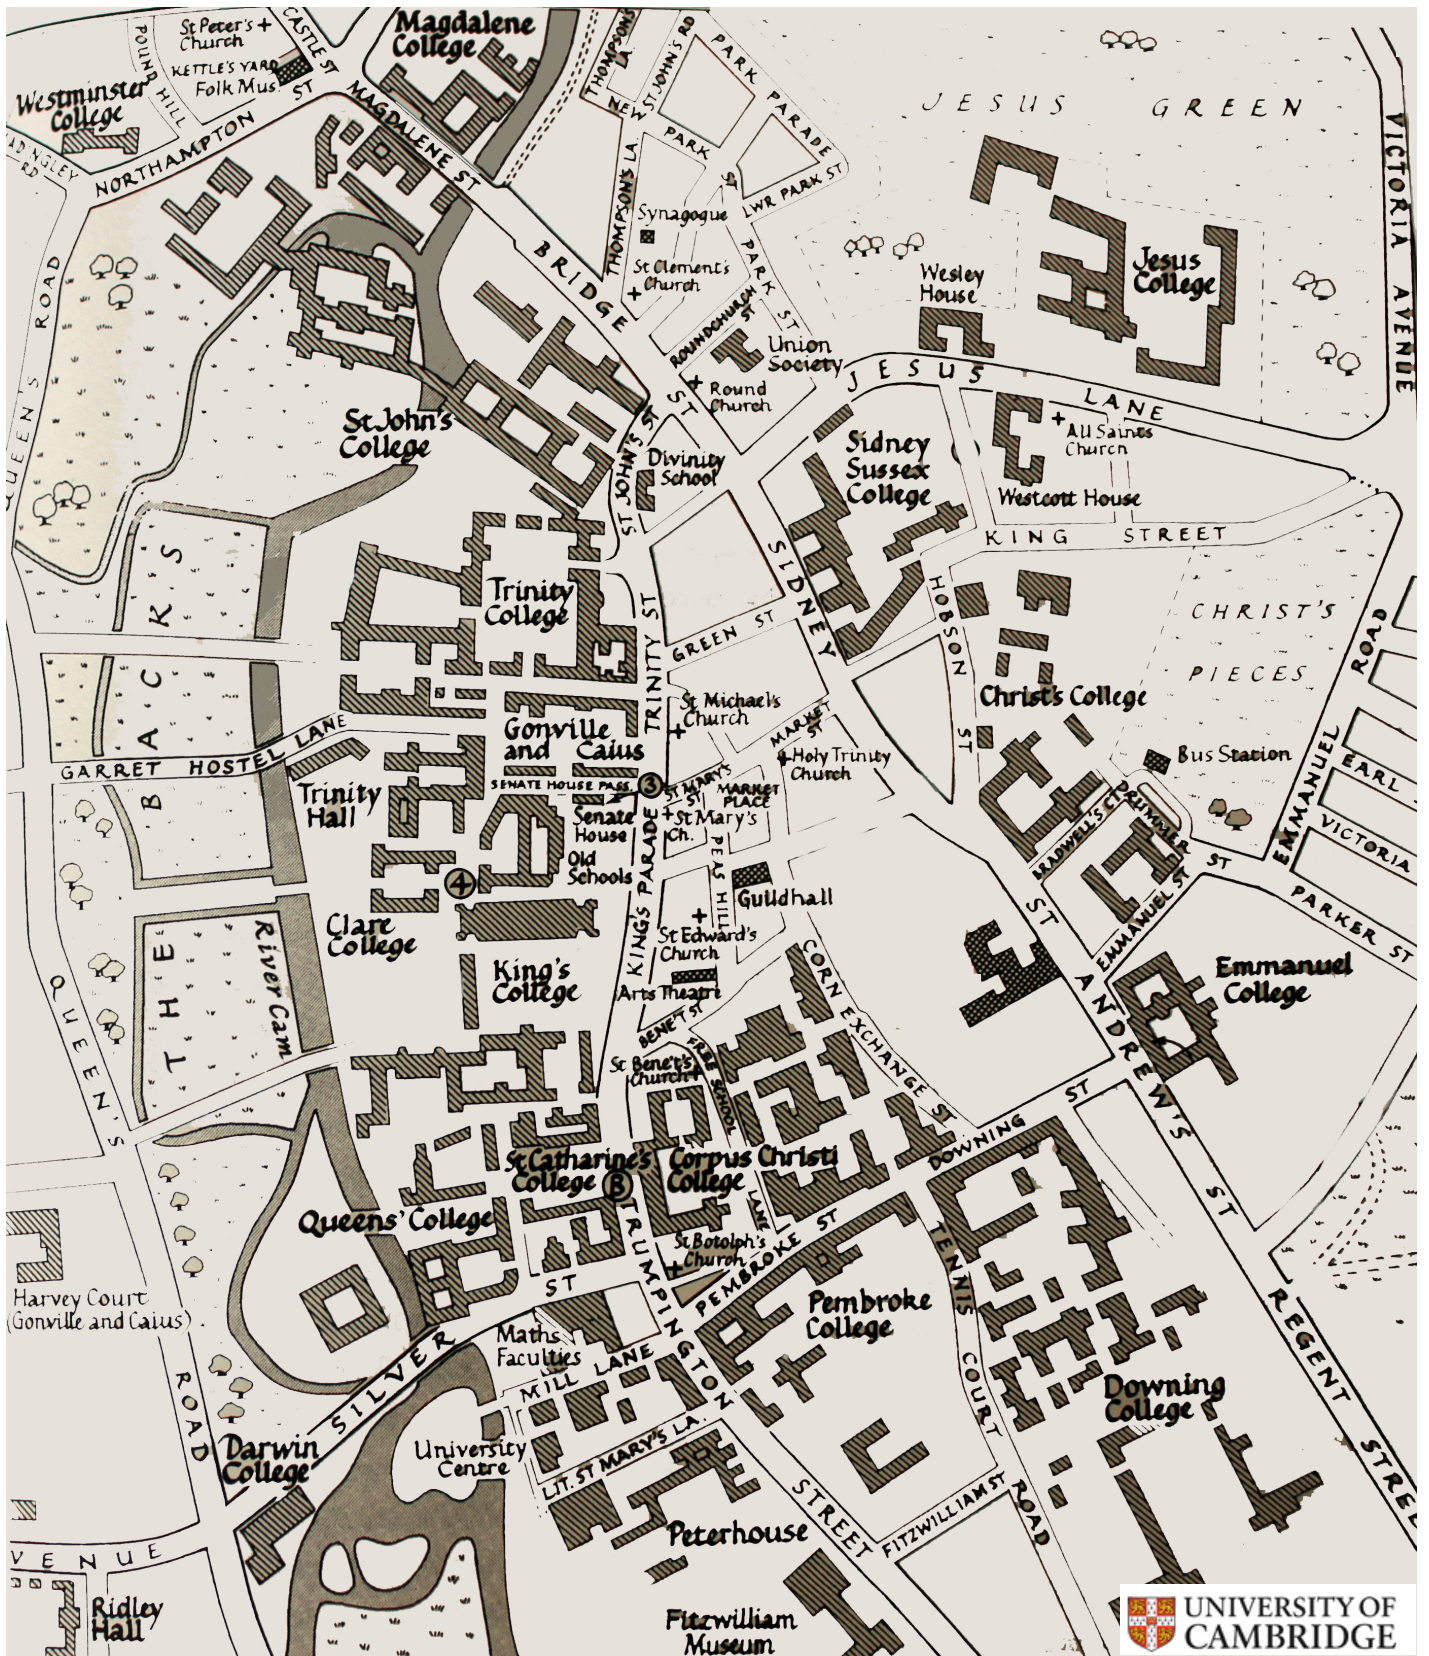 St Peter's
Church
POUND HILL
CASTLE ST
KETTLE'S YARD
Folk Mus.
Magdalene
College
Westminster
College
NORTHAMPTON ST
MAGDALENE ST
THOMPSON'S
LA.
ST JOHN'S RD
NEW PARK ST
PARK PARADE
LWR PARK ST
THOMPSON'S LA.
JESUS GREEN
VICTORIA AVENUE
Synagogue
St Clement's
Church
PARK ST
BRIDGE ST
ROUNDCHURCH
ST
Union
Society
Round
Church
Wesley
House
Jesus
College
JESUS LANE
All Saints
Church
Westcott House
QUEEN'S ROAD
St John's
College
ST JOHN'S ST
Divinity
School
Sidney
Sussex
College
KING STREET
SIDNEY
HOBSON
ST
CHRIST'S
PIECES
Trinity
College
TRINITY ST
GREEN ST
Christ's College
EMMANUEL ROAD
THE BACKS
GARRET HOSTEL LANE
Gonville
and Caius
St Michael's
Church
MARKET
ST
Holy Trinity
Church
Bus Station
EARL
VICTORIA
PARKER ST
Trinity
Hall
SENATE HOUSE PASS.
3
ST MARY'S
ST
MARKET
PLACE
Senate
House
St Mary's
Ch.
Old
Schools
4
KING'S PARADE
PEAS HILL
Guildhall
BRADWELL'S CT
DRUMMER ST
EMMANUEL ST
Clare
College
River Cam
King's
College
St Edward's
Church
Arts Theatre
CORN EXCHANGE ST
ST ANDREW'S ST
Emmanuel
College
BENE'T ST
St Bene't's
Church
FREE SCHOOL
LANE
QUEEN'S
ROAD
St Catharine's
College
B
Corpus Christi
College
DOWNING ST
Queens' College
St Botolph's
Church
PEMBROKE ST
TENNIS COURT ROAD
Harvey Court
(Gonville and Caius)
SILVER ST
Maths
Faculties
MILL LANE
TRUMPINGTON
STREET
Pembroke
College
REGENT STREE
Downing
College
Darwin
College
University
Centre
LIT. ST MARY'S LA.
Peterhouse
FITZWILLIAM ST
VENUE
Ridley
Hall
Fitzwilliam
Museum
UNIVERSITY OF
CAMBRIDGE